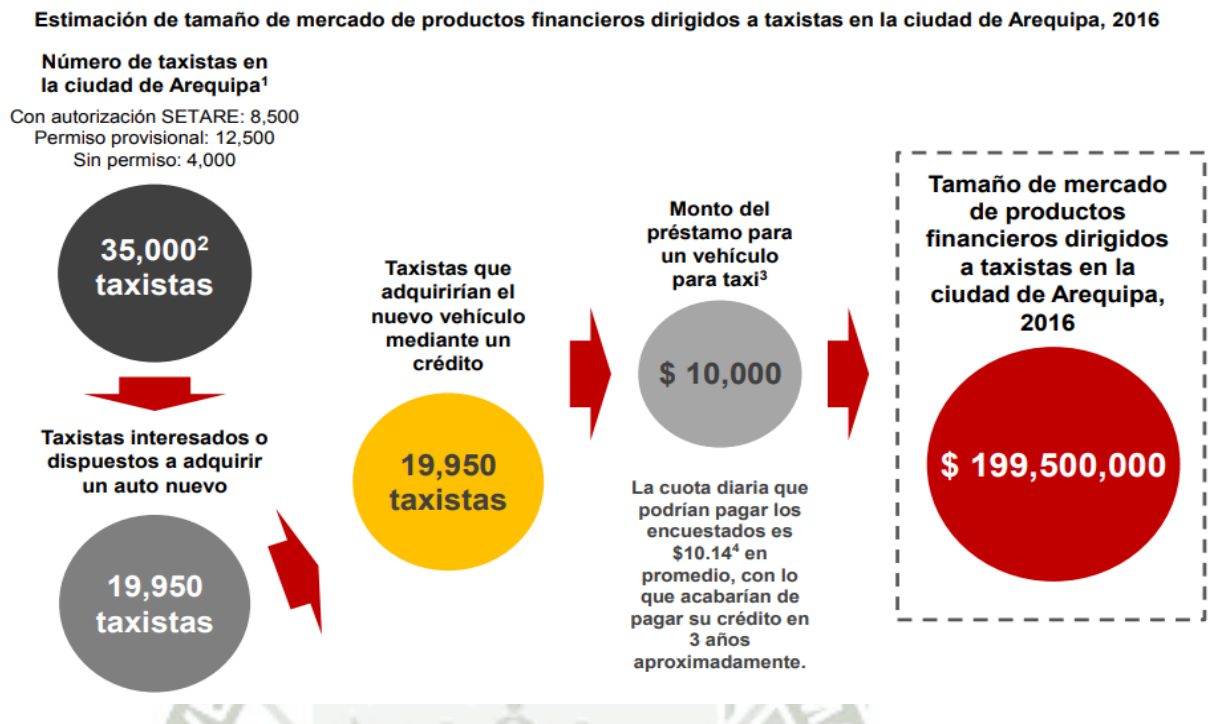 Estimación de tamaño de mercado de productos financieros dirigidos a taxistas en la ciudad de Arequipa, 2016
Número de taxistas en
la ciudad de Arequipa¹
Con autorización SETARE: 8,500
Permiso provisional: 12,500
Sin permiso: 4,000
35,000²
taxistas
Taxistas interesados o
dispuestos a adquirir
un auto nuevo
19,950
taxistas
Taxistas que
adquirirían el
nuevo vehículo
mediante un
crédito
19,950
taxistas
Monto del
préstamo para
un vehículo
para taxi³
$ 10,000
La cuota diaria que
podrían pagar los
encuestados es
$10.14⁴ en
promedio, con lo
que acabarían de
pagar su crédito en
3 años
aproximadamente.
Tamaño de mercado
de productos
financieros dirigidos
a taxistas en la
ciudad de Arequipa,
2016
$ 199,500,000